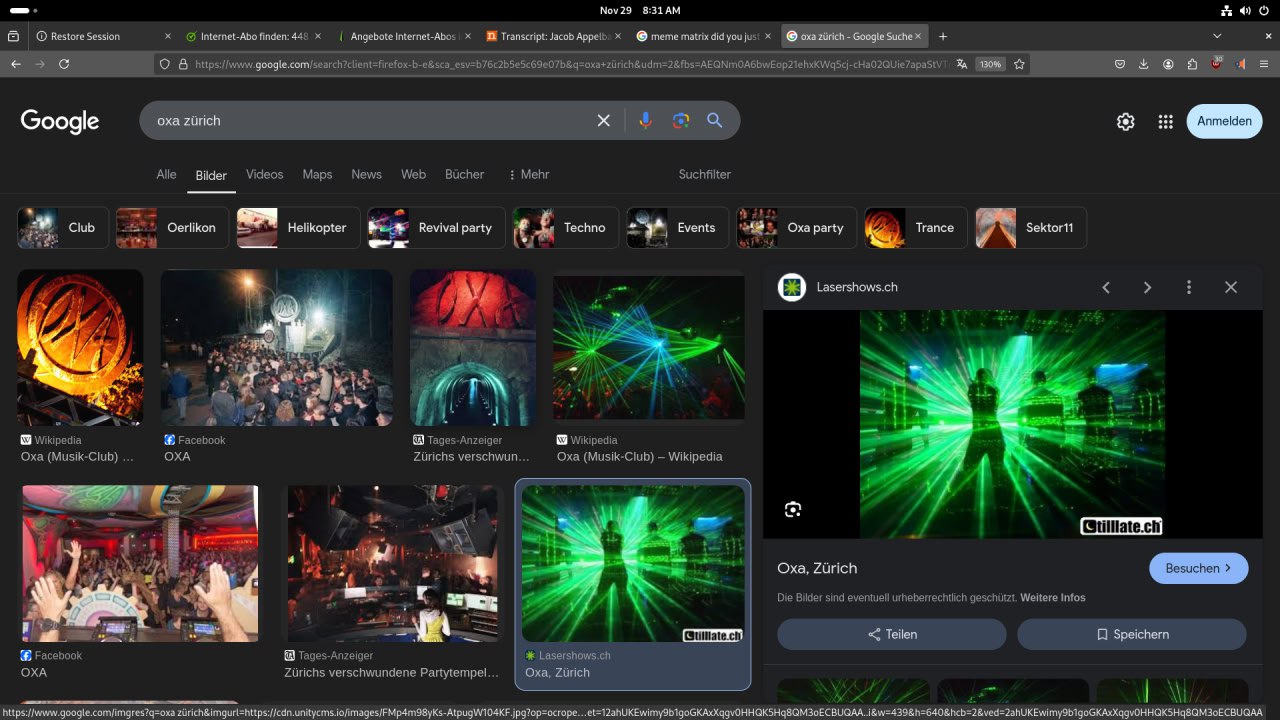 Nov 29 8:31 AM
Restore Session
Internet-Abo finden: 448
Angebote Internet-Abos
Transcript: Jacob Appelba
meme matrix did you just
oxa zürich - Google Suche
https://www.google.com/search?client=firefox-b-e&sca_esv=b76c2b5e5c69e07b&q=oxa+zürich&udm=2&fbs=AEQNm0A6bwEop21ehxKWq5cj-cHa02QUie7apaStVT
130%
30
Google
oxa zürich
Anmelden
Alle
Bilder
Videos
Maps
News
Web
Bücher
Mehr
Suchfilter
Club
Oerlikon
Helikopter
Revival party
Techno
Events
Oxa party
Trance
Sektor11
OXA
Wikipedia
Oxa (Musik-Club) ...
Facebook
OXA
Tages-Anzeiger
Zürichs verschwun...
Wikipedia
Oxa (Musik-Club) – Wikipedia
Facebook
OXA
Tages-Anzeiger
Zürichs verschwundene Partytempel...
tilllate.ch
Lasershows.ch
Oxa, Zürich
Lasershows.ch
tilllate.ch
Oxa, Zürich
Besuchen
Die Bilder sind eventuell urheberrechtlich geschützt. Weitere Infos
Teilen
Speichern
https://www.google.com/imgres?q=oxa zürich&imgurl=https://cdn.unitycms.io/images/FMp4m98yKs-AtpugW104KF.jpg?op=ocrope...et=12ahUKEwimy9b1goGKAxXqgv0HHQK5Hq8QM3oECBUQAA..i&w=439&h=640&hcb=2&ved=2ahUKEwimy9b1goGKAxXqgv0HHQK5Hq8QM3oECBUQAA